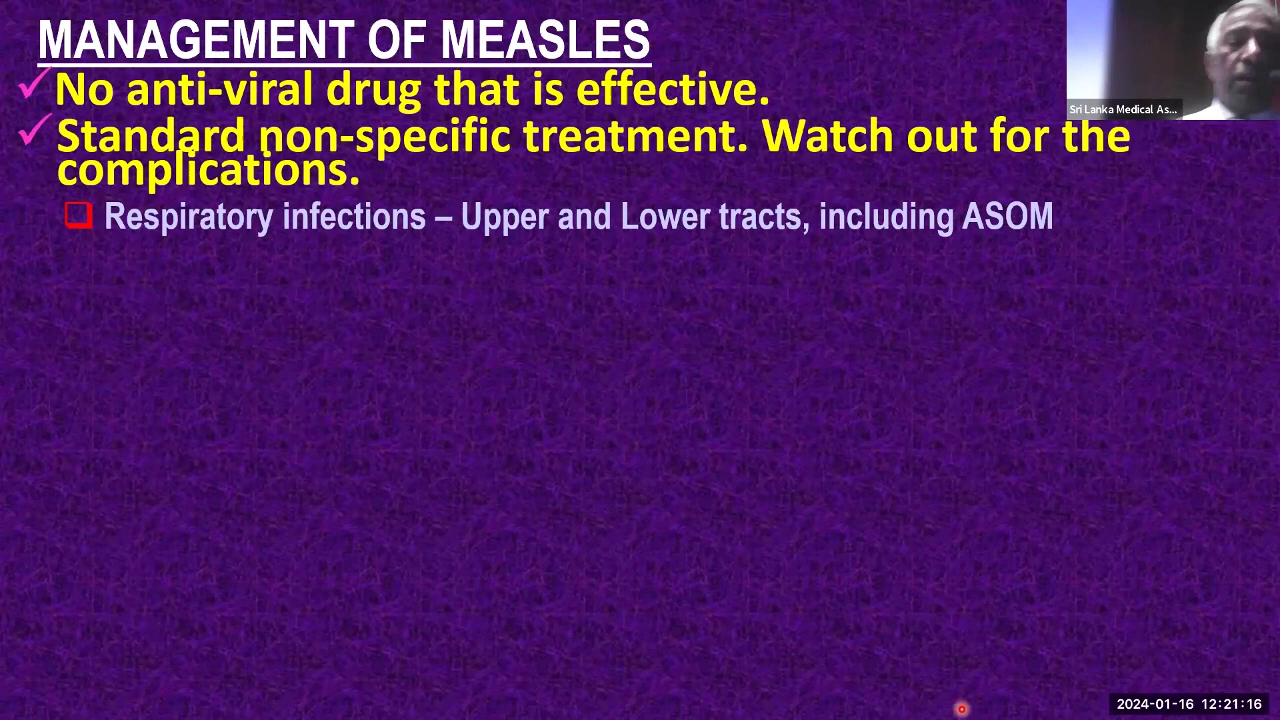 MANAGEMENT OF MEASLES
No anti-viral drug that is effective.
Standard non-specific treatment. Watch out for the
complications.
Respiratory infections – Upper and Lower tracts, including ASOM
Sri Lanka Medical As...
2024-01-16 12:21:16